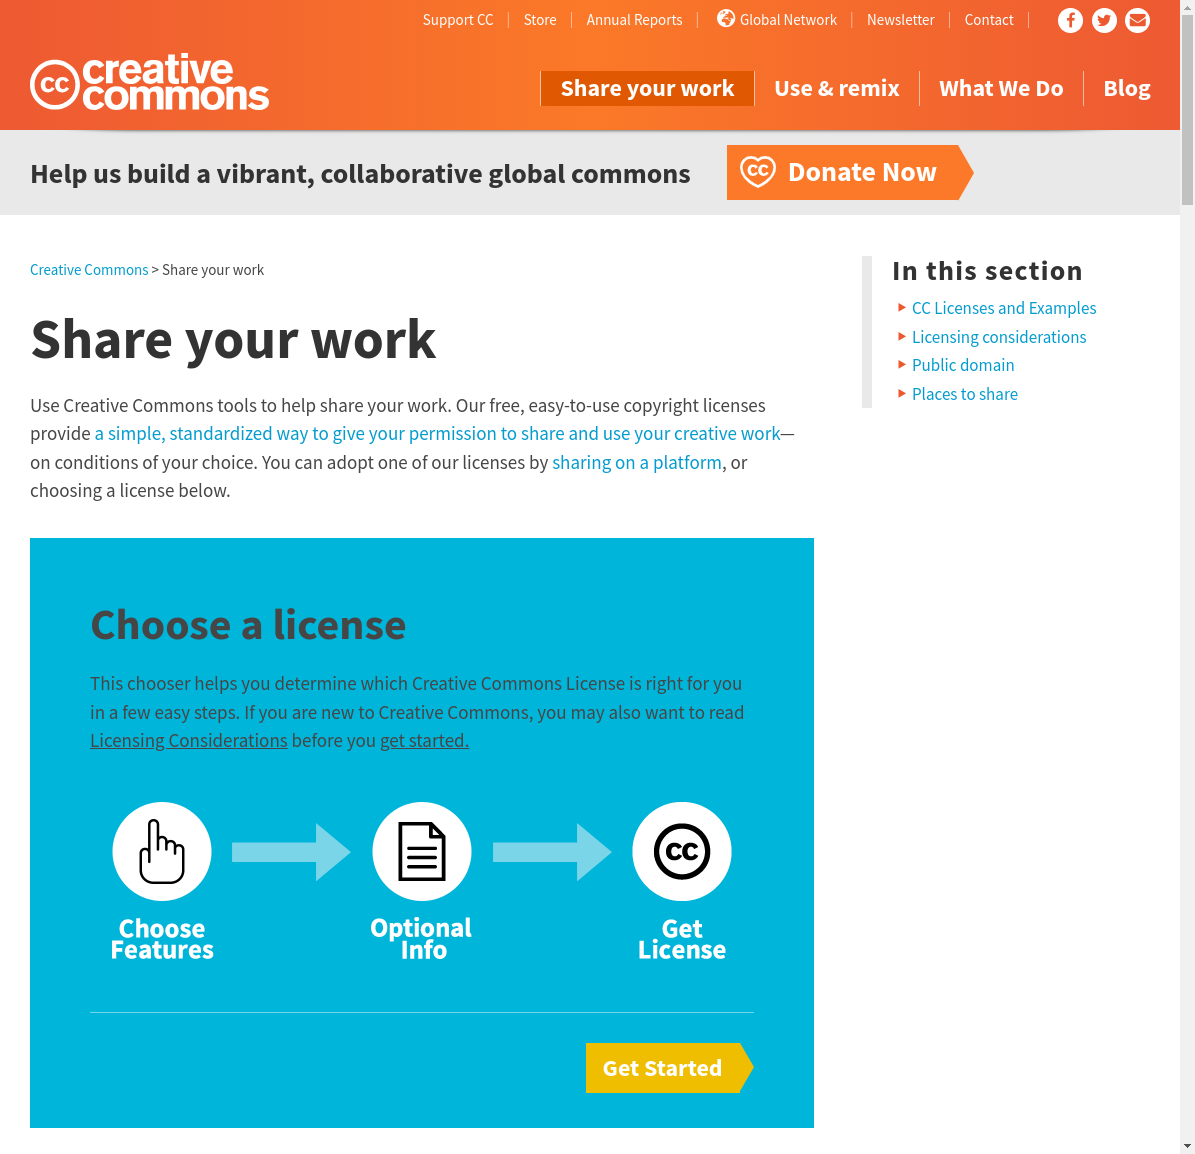 Support CC
Store
Annual Reports
Global Network
Newsletter
Contact
cc creative commons
Share your work
Use & remix
What We Do
Blog
Help us build a vibrant, collaborative global commons
cc Donate Now
Creative Commons > Share your work
Share your work
Use Creative Commons tools to help share your work. Our free, easy-to-use copyright licenses
provide a simple, standardized way to give your permission to share and use your creative work—
on conditions of your choice. You can adopt one of our licenses by sharing on a platform, or
choosing a license below.
In this section
CC Licenses and Examples
Licensing considerations
Public domain
Places to share
Choose a license
This chooser helps you determine which Creative Commons License is right for you
in a few easy steps. If you are new to Creative Commons, you may also want to read
Licensing Considerations before you get started.
cc
Choose
Features
Optional
Info
Get
License
Get Started